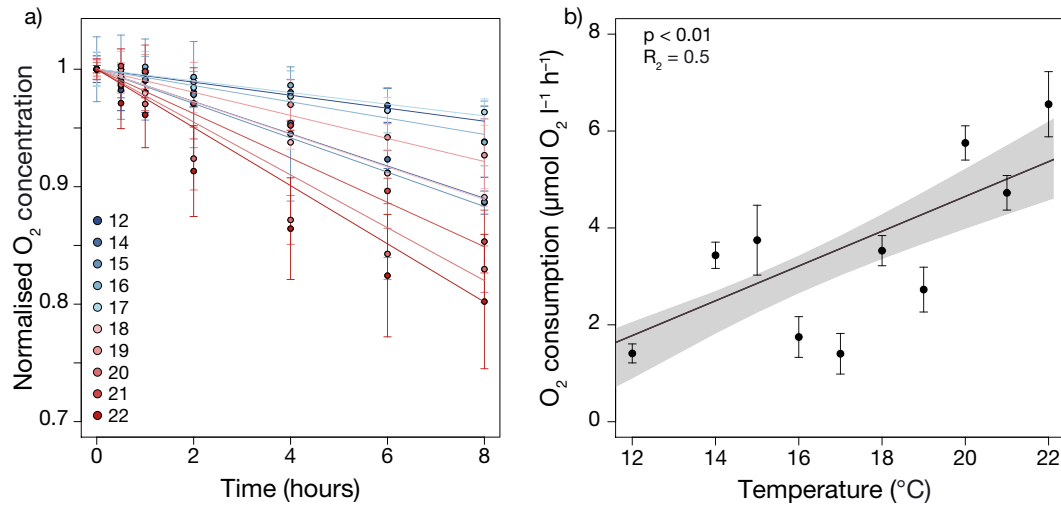 a)
Normalised O₂ concentration
1
0.9
0.8
0.7
12
14
15
16
17
18
19
20
21
22
0 2 4 6 8
Time (hours)
b)
p < 0.01
R₂ = 0.5
O₂ consumption (µmol O₂ l⁻¹ h⁻¹)
8
6
4
2
0
12 14 16 18 20 22
Temperature (°C)